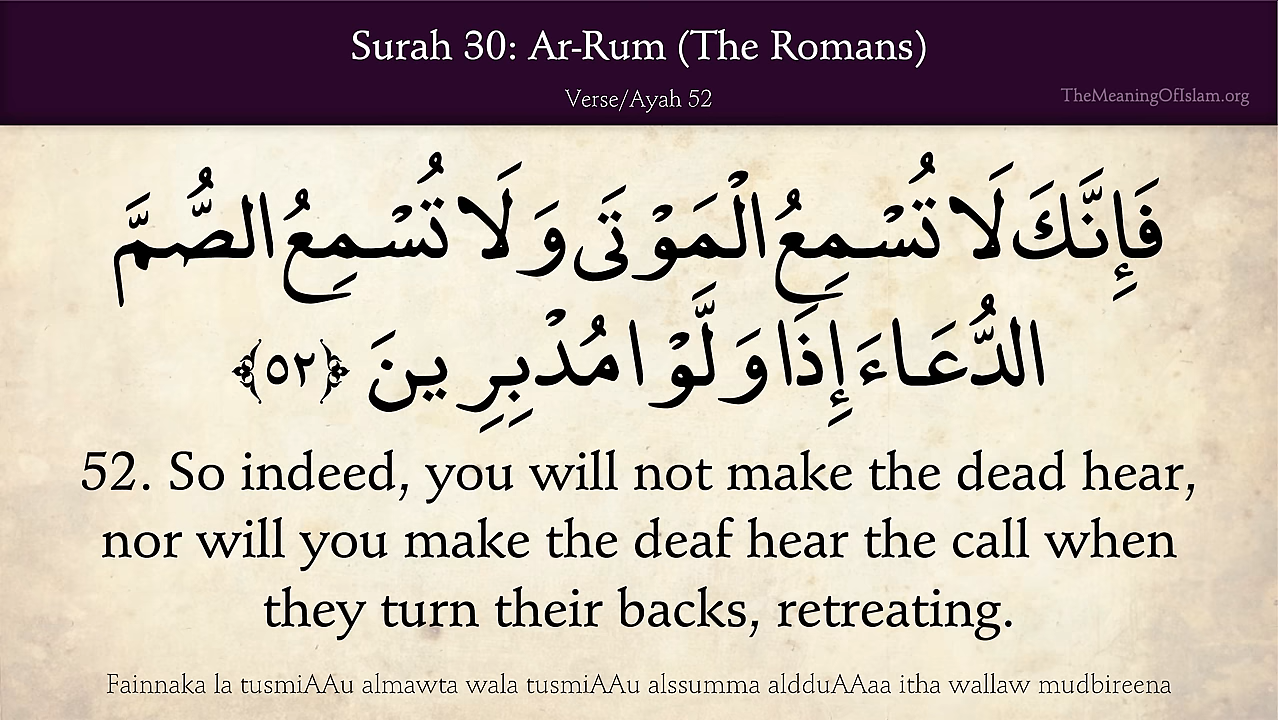 Surah 30: Ar-Rum (The Romans)
Verse/Ayah 52
TheMeaningOfIslam.org
فَإِنَّكَ لَا تُسْمِعُ الْمَوْتَى وَلَا تُسْمِعُ الصُّمَّ
الدُّعَاءَ إِذَا وَلَّوْا مُدْبِرِينَ ﴿٥٢﴾
52. So indeed, you will not make the dead hear,
nor will you make the deaf hear the call when
they turn their backs, retreating.
Fainnaka la tusmiAAu almawta wala tusmiAAu alssumma aldduAAaa itha wallaw mudbireena